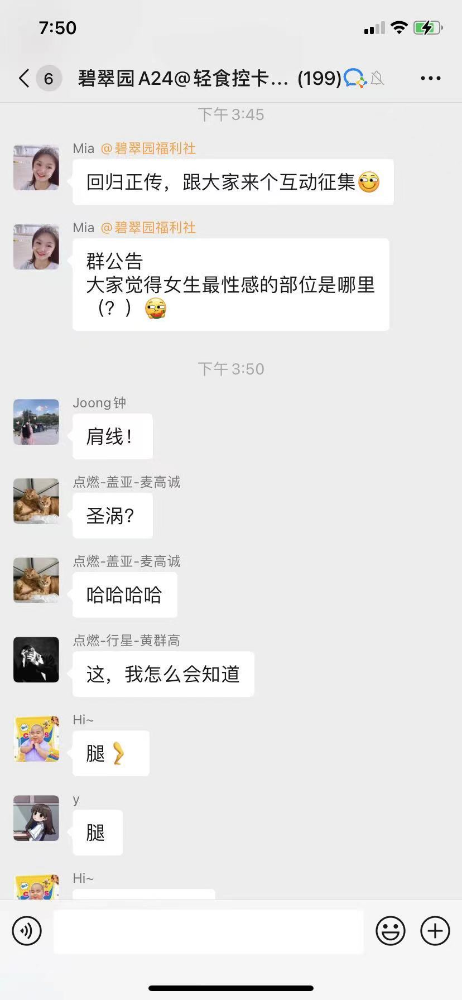 7:50
6
碧翠园A24@轻食控卡... (199)
下午3:45
Mia @碧翠园福利社
回归正传，跟大家来个互动征集
Mia @碧翠园福利社
群公告
大家觉得女生最性感的部位是哪里
（？）
下午3:50
Joong钟
肩线！
点燃-盖亚-麦高诚
圣涡？
点燃-盖亚-麦高诚
哈哈哈哈
点燃-行星-黄群高
这，我怎么会知道
Hi~
腿
y
腿
Hi~